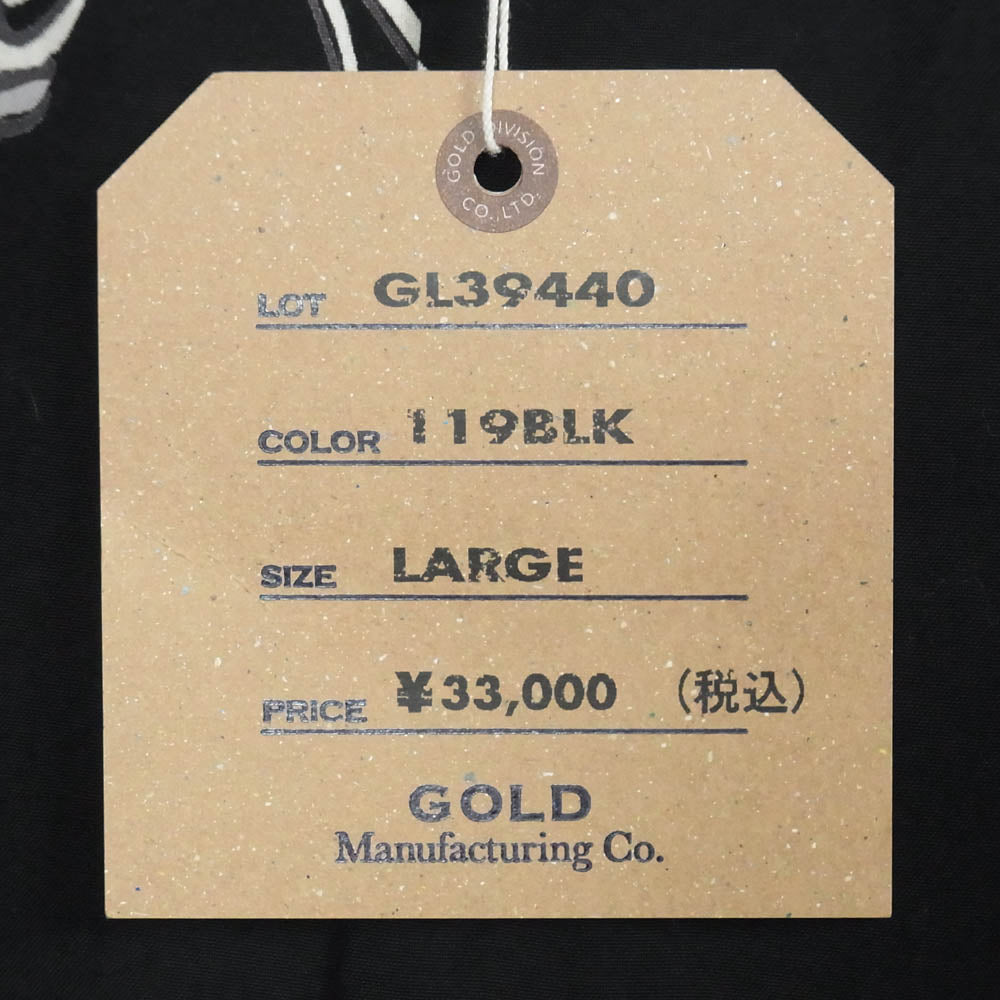 GOLD DIVISION
CO.,LTD.
LOT GL39440
COLOR 119BLK
SIZE LARGE
PRICE ¥33,000 (税込)
GOLD
Manufacturing Co.